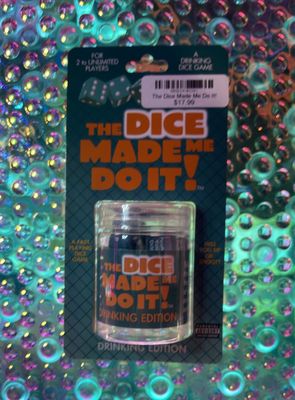 FOR
2 to UNLIMITED
PLAYERS
A
DRINKING
DICE GAME
The Dice Made Me Do It!
$17.99
THE DICE
MADE ME
DO IT!
TM
A FAST
PLAYING
DICE
GAME
THE DICE
MADE ME
DO IT!
DRINKING EDITION
DRINKING EDITION